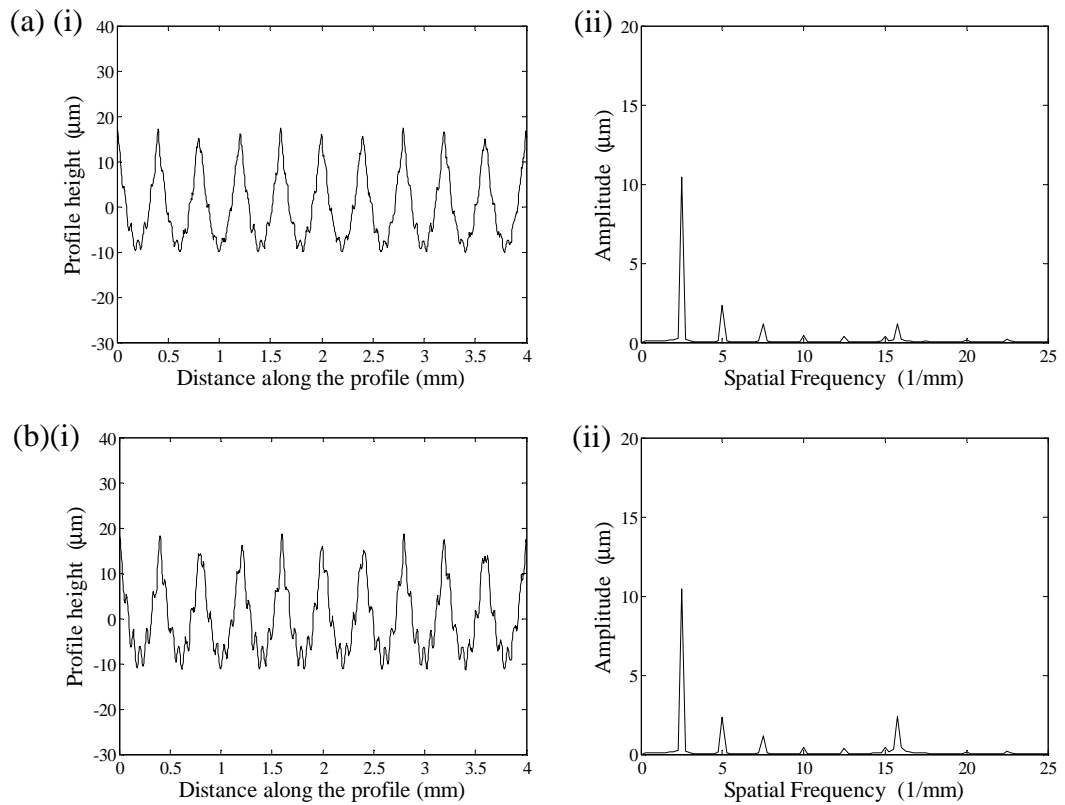 (a) (i)
40
30
20
10
0
-10
-20
-30
0 0.5 1 1.5 2 2.5 3 3.5 4
Profile height (μm)
Distance along the profile (mm)
(ii)
20
15
10
5
0
0 5 10 15 20 25
Amplitude (μm)
Spatial Frequency (1/mm)
(b)(i)
40
30
20
10
0
-10
-20
-30
0 0.5 1 1.5 2 2.5 3 3.5 4
Profile height (μm)
Distance along the profile (mm)
(ii)
20
15
10
5
0
0 5 10 15 20 25
Amplitude (μm)
Spatial Frequency (1/mm)